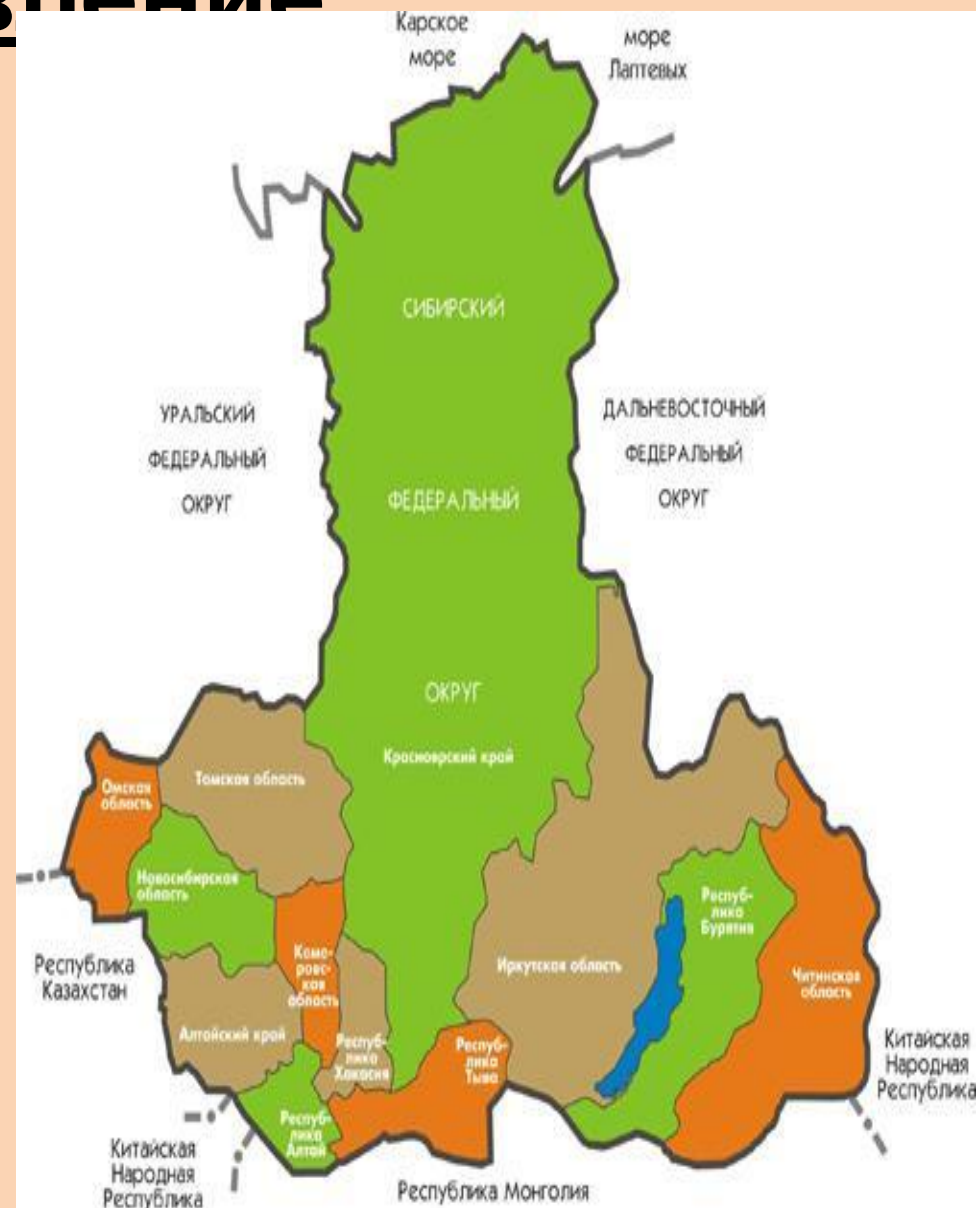 Карское
море
море
Лаптевых
СИБИРСКИЙ
УРАЛЬСКИЙ
ФЕДЕРАЛЬНЫЙ
ОКРУГ
ДАЛЬНЕВОСТОЧНЫЙ
ФЕДЕРАЛЬНЫЙ
ОКРУГ
ФЕДЕРАЛЬНЫЙ
ОКРУГ
Красноярский край
Томская область
Омская
область
Новосибирская
область
Кеме-
ровс-
кая
область
Респуб-
лика
Бурятия
Иркутская область
Читинская
область
Республика
Казахстан
Алтайский край
Респуб-
лика
Хакасия
Респуб-
лика
Тыва
Китайская
Народная
Республика
Респуб-
лика
Алтай
Китайская
Народная
Республика
Республика Монголия